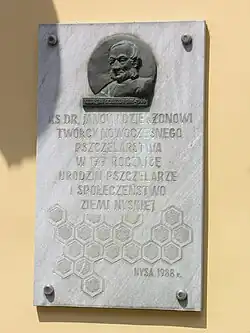 KS. DR. JANOWI DZIERŻONOWI
TWÓRCY NOWOCZESNEGO
PSZCZELARSTWA
W 177 ROCZNICĘ
URODZIN PSZCZELARZE
I SPOŁECZEŃSTWO
ZIEMI NYSKIEJ
NYSA 1988 r.